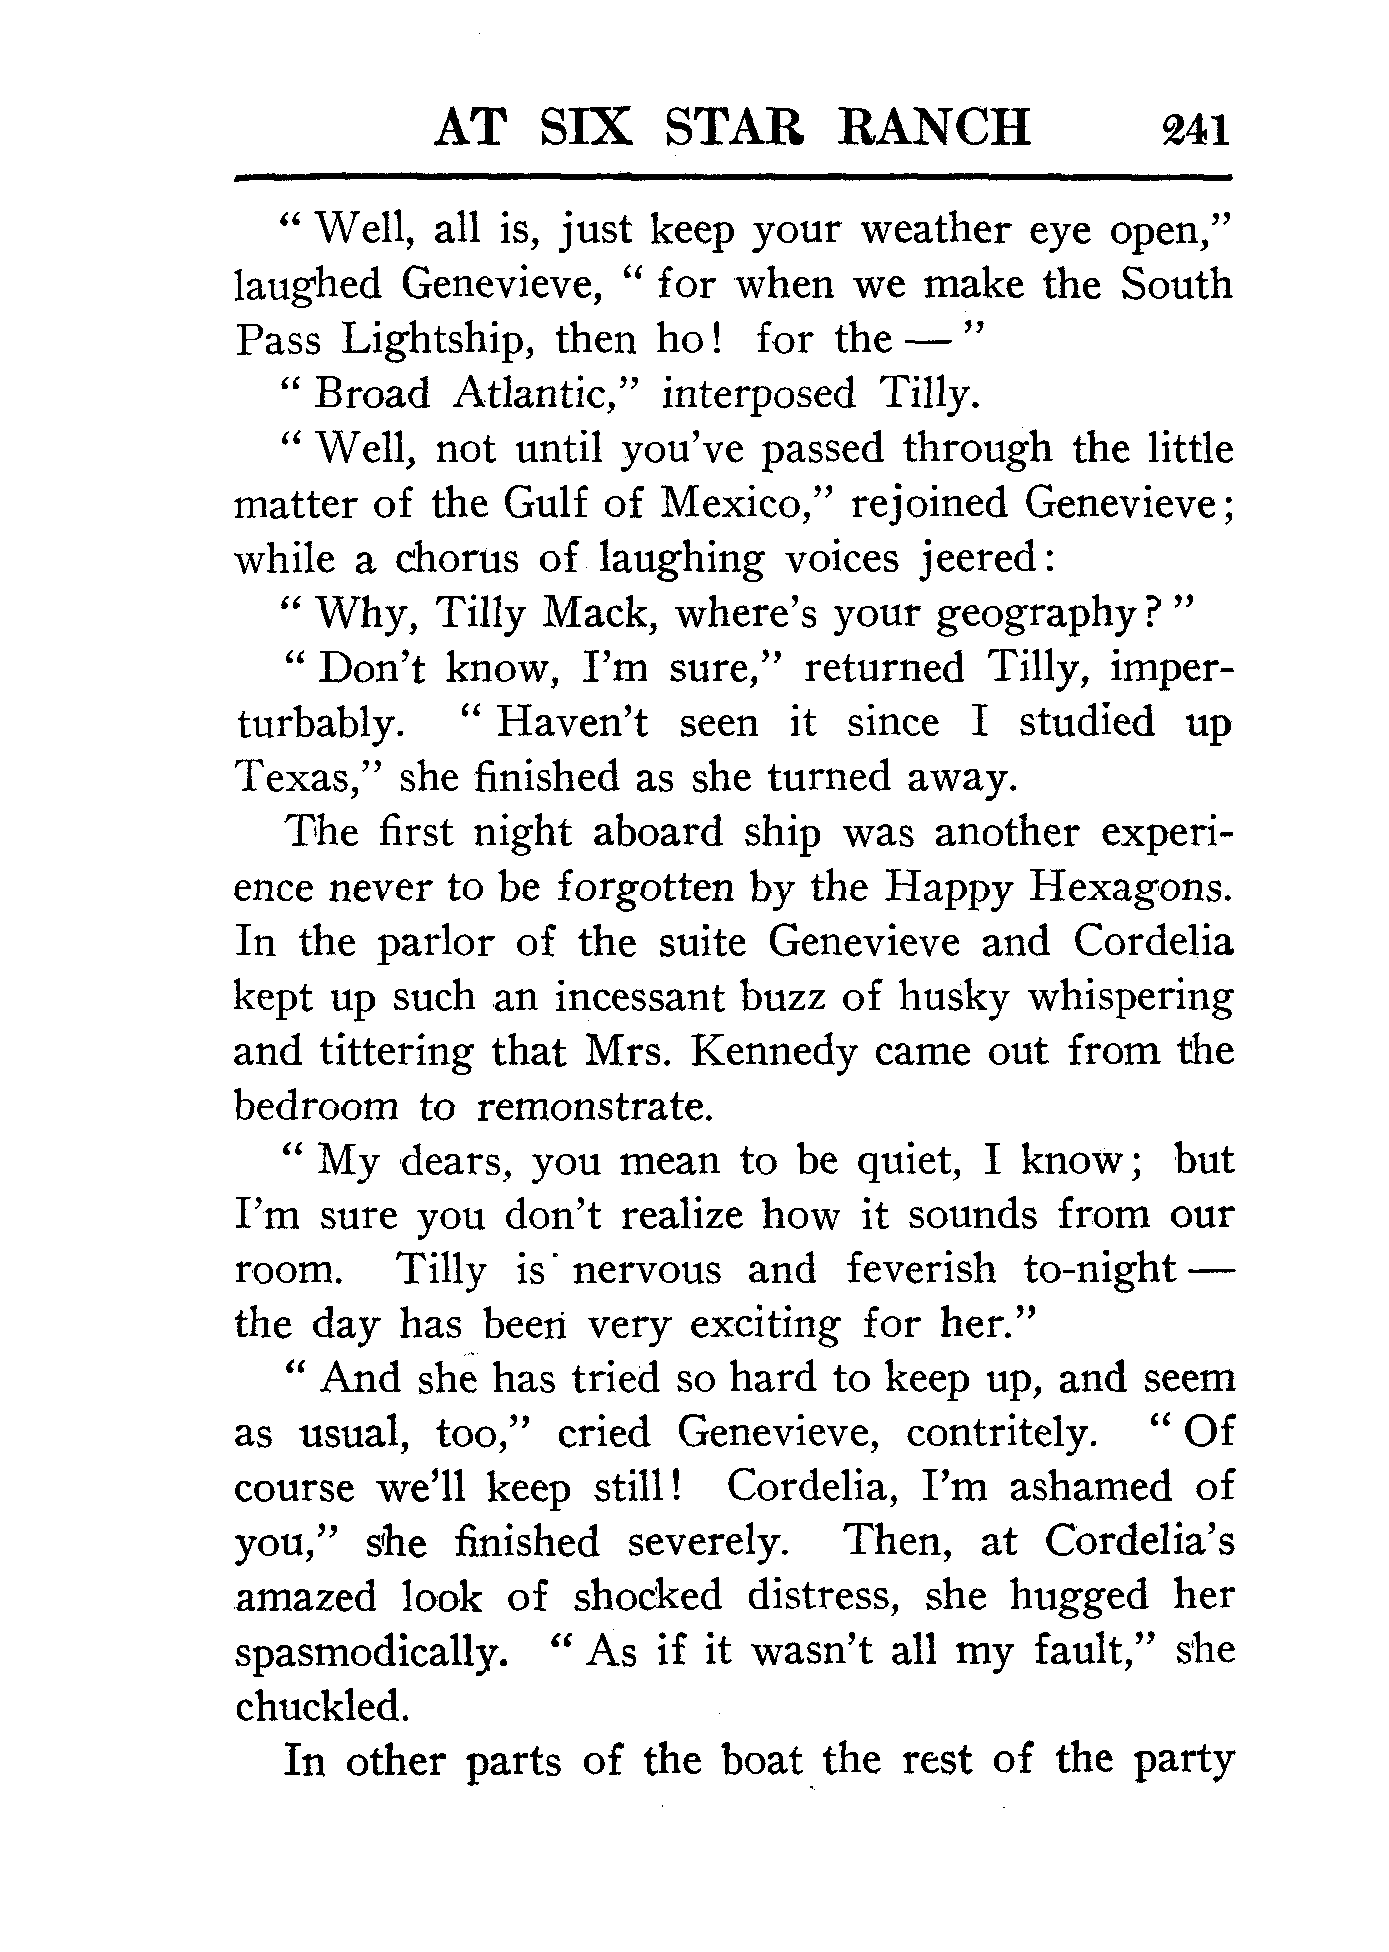 AT SIX STAR RANCH 241
“ Well, all is, just keep your weather eye open,”
laughed Genevieve, “ for when we make the South
Pass Lightship, then ho! for the — ”
“ Broad Atlantic,” interposed Tilly.
“ Well, not until you’ve passed through the little
matter of the Gulf of Mexico,” rejoined Genevieve;
while a chorus of laughing voices jeered:
“ Why, Tilly Mack, where’s your geography? ”
“ Don’t know, I’m sure,” returned Tilly, imper-
turbably. “ Haven’t seen it since I studied up
Texas,” she finished as she turned away.
The first night aboard ship was another experi-
ence never to be forgotten by the Happy Hexagons.
In the parlor of the suite Genevieve and Cordelia
kept up such an incessant buzz of husky whispering
and tittering that Mrs. Kennedy came out from the
bedroom to remonstrate.
“ My dears, you mean to be quiet, I know; but
I’m sure you don’t realize how it sounds from our
room. Tilly is nervous and feverish to-night —
the day has been very exciting for her.”
“ And she has tried so hard to keep up, and seem
as usual, too,” cried Genevieve, contritely. “ Of
course we’ll keep still! Cordelia, I’m ashamed of
you,” she finished severely. Then, at Cordelia’s
amazed look of shocked distress, she hugged her
spasmodically. “ As if it wasn’t all my fault,” she
chuckled.
In other parts of the boat the rest of the party